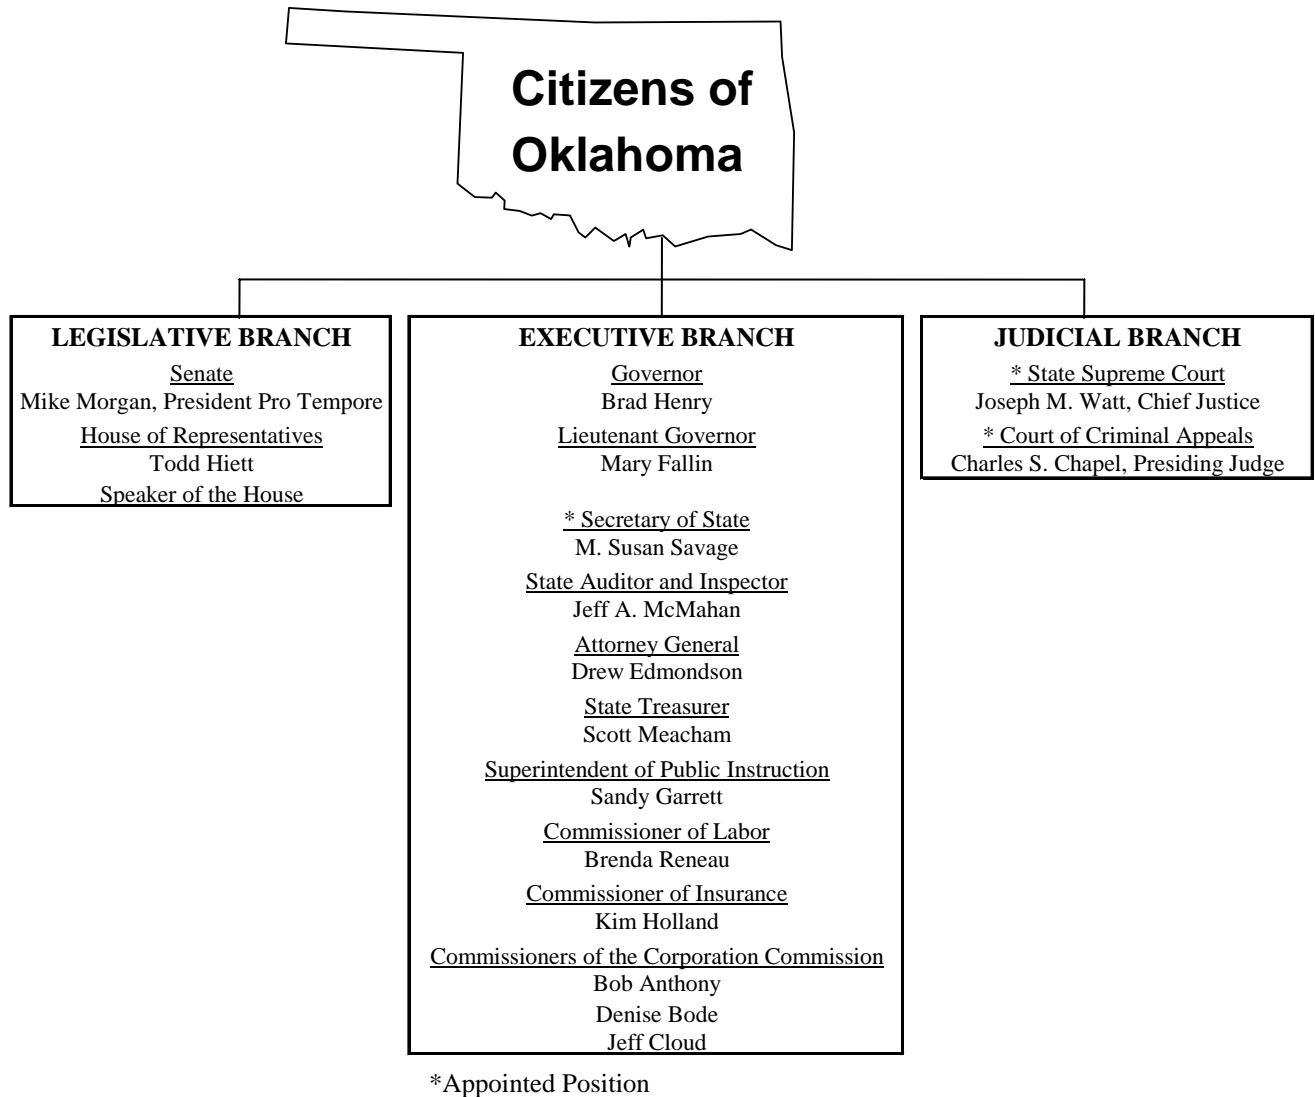 Citizens of
Oklahoma
LEGISLATIVE BRANCH
Senate
Mike Morgan, President Pro Tempore
House of Representatives
Todd Hiett
Speaker of the House
EXECUTIVE BRANCH
Governor
Brad Henry
Lieutenant Governor
Mary Fallin
* Secretary of State
M. Susan Savage
State Auditor and Inspector
Jeff A. McMahan
Attorney General
Drew Edmondson
State Treasurer
Scott Meacham
Superintendent of Public Instruction
Sandy Garrett
Commissioner of Labor
Brenda Reneau
Commissioner of Insurance
Kim Holland
Commissioners of the Corporation Commission
Bob Anthony
Denise Bode
Jeff Cloud
JUDICIAL BRANCH
* State Supreme Court
Joseph M. Watt, Chief Justice
* Court of Criminal Appeals
Charles S. Chapel, Presiding Judge
*Appointed Position